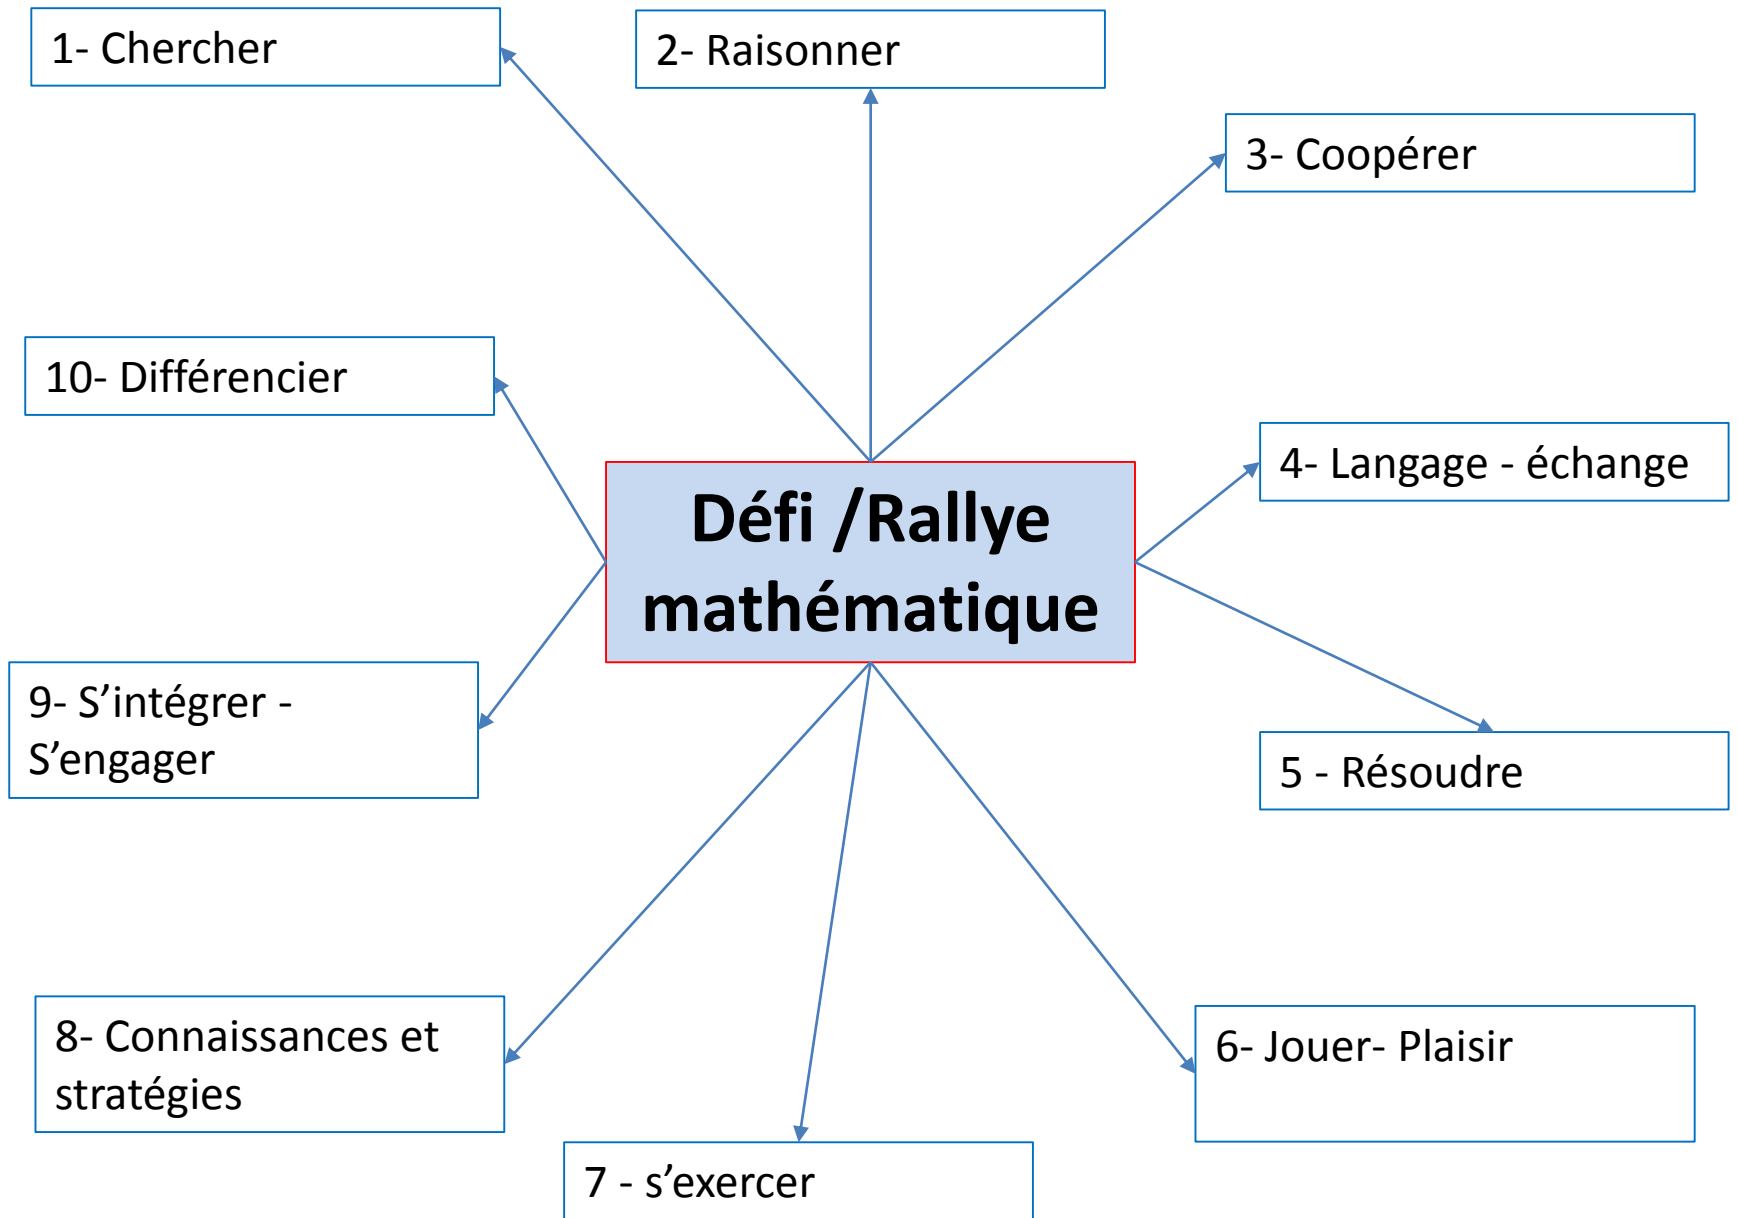 1- Chercher
2- Raisonner
3- Coopérer
10- Différencier
4- Langage - échange
Défi /Rallye
mathématique
9- S’intégrer -
S’engager
5 - Résoudre
8- Connaissances et
stratégies
6- Jouer- Plaisir
7 - s’exercer